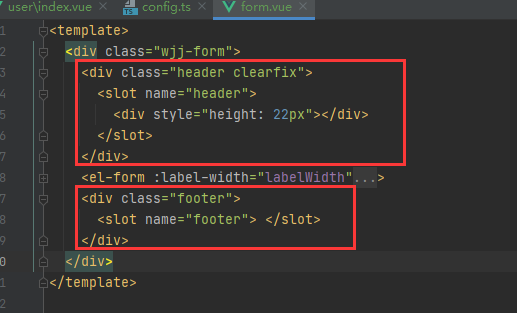 user\index.vue config.ts form.vue
1 <template>
2 <div class="wjj-form">
3 <div class="header clearfix">
4 <slot name="header">
5 <div style="height: 22px"></div>
6 </slot>
7 </div>
8 <el-form :label-width="labelWidth"...>
7 <div class="footer">
8 <slot name="footer"> </slot>
9 </div>
0 </div>
1 </template>
2